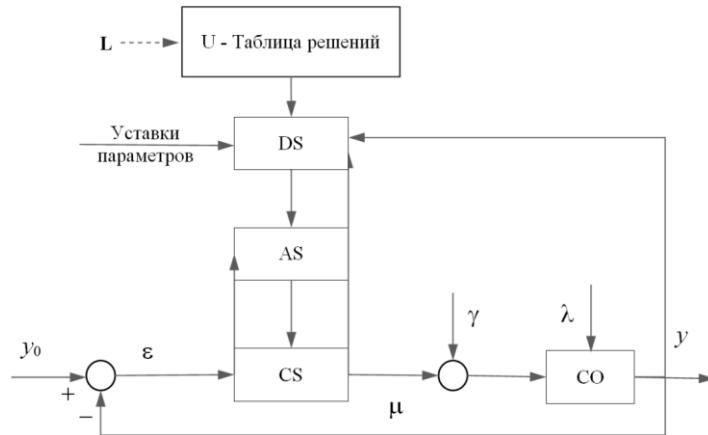 L
U - Таблица решений
Уставки
параметров
DS
AS
γ
λ
y₀
ε
y
CS
CO
+
−
μ